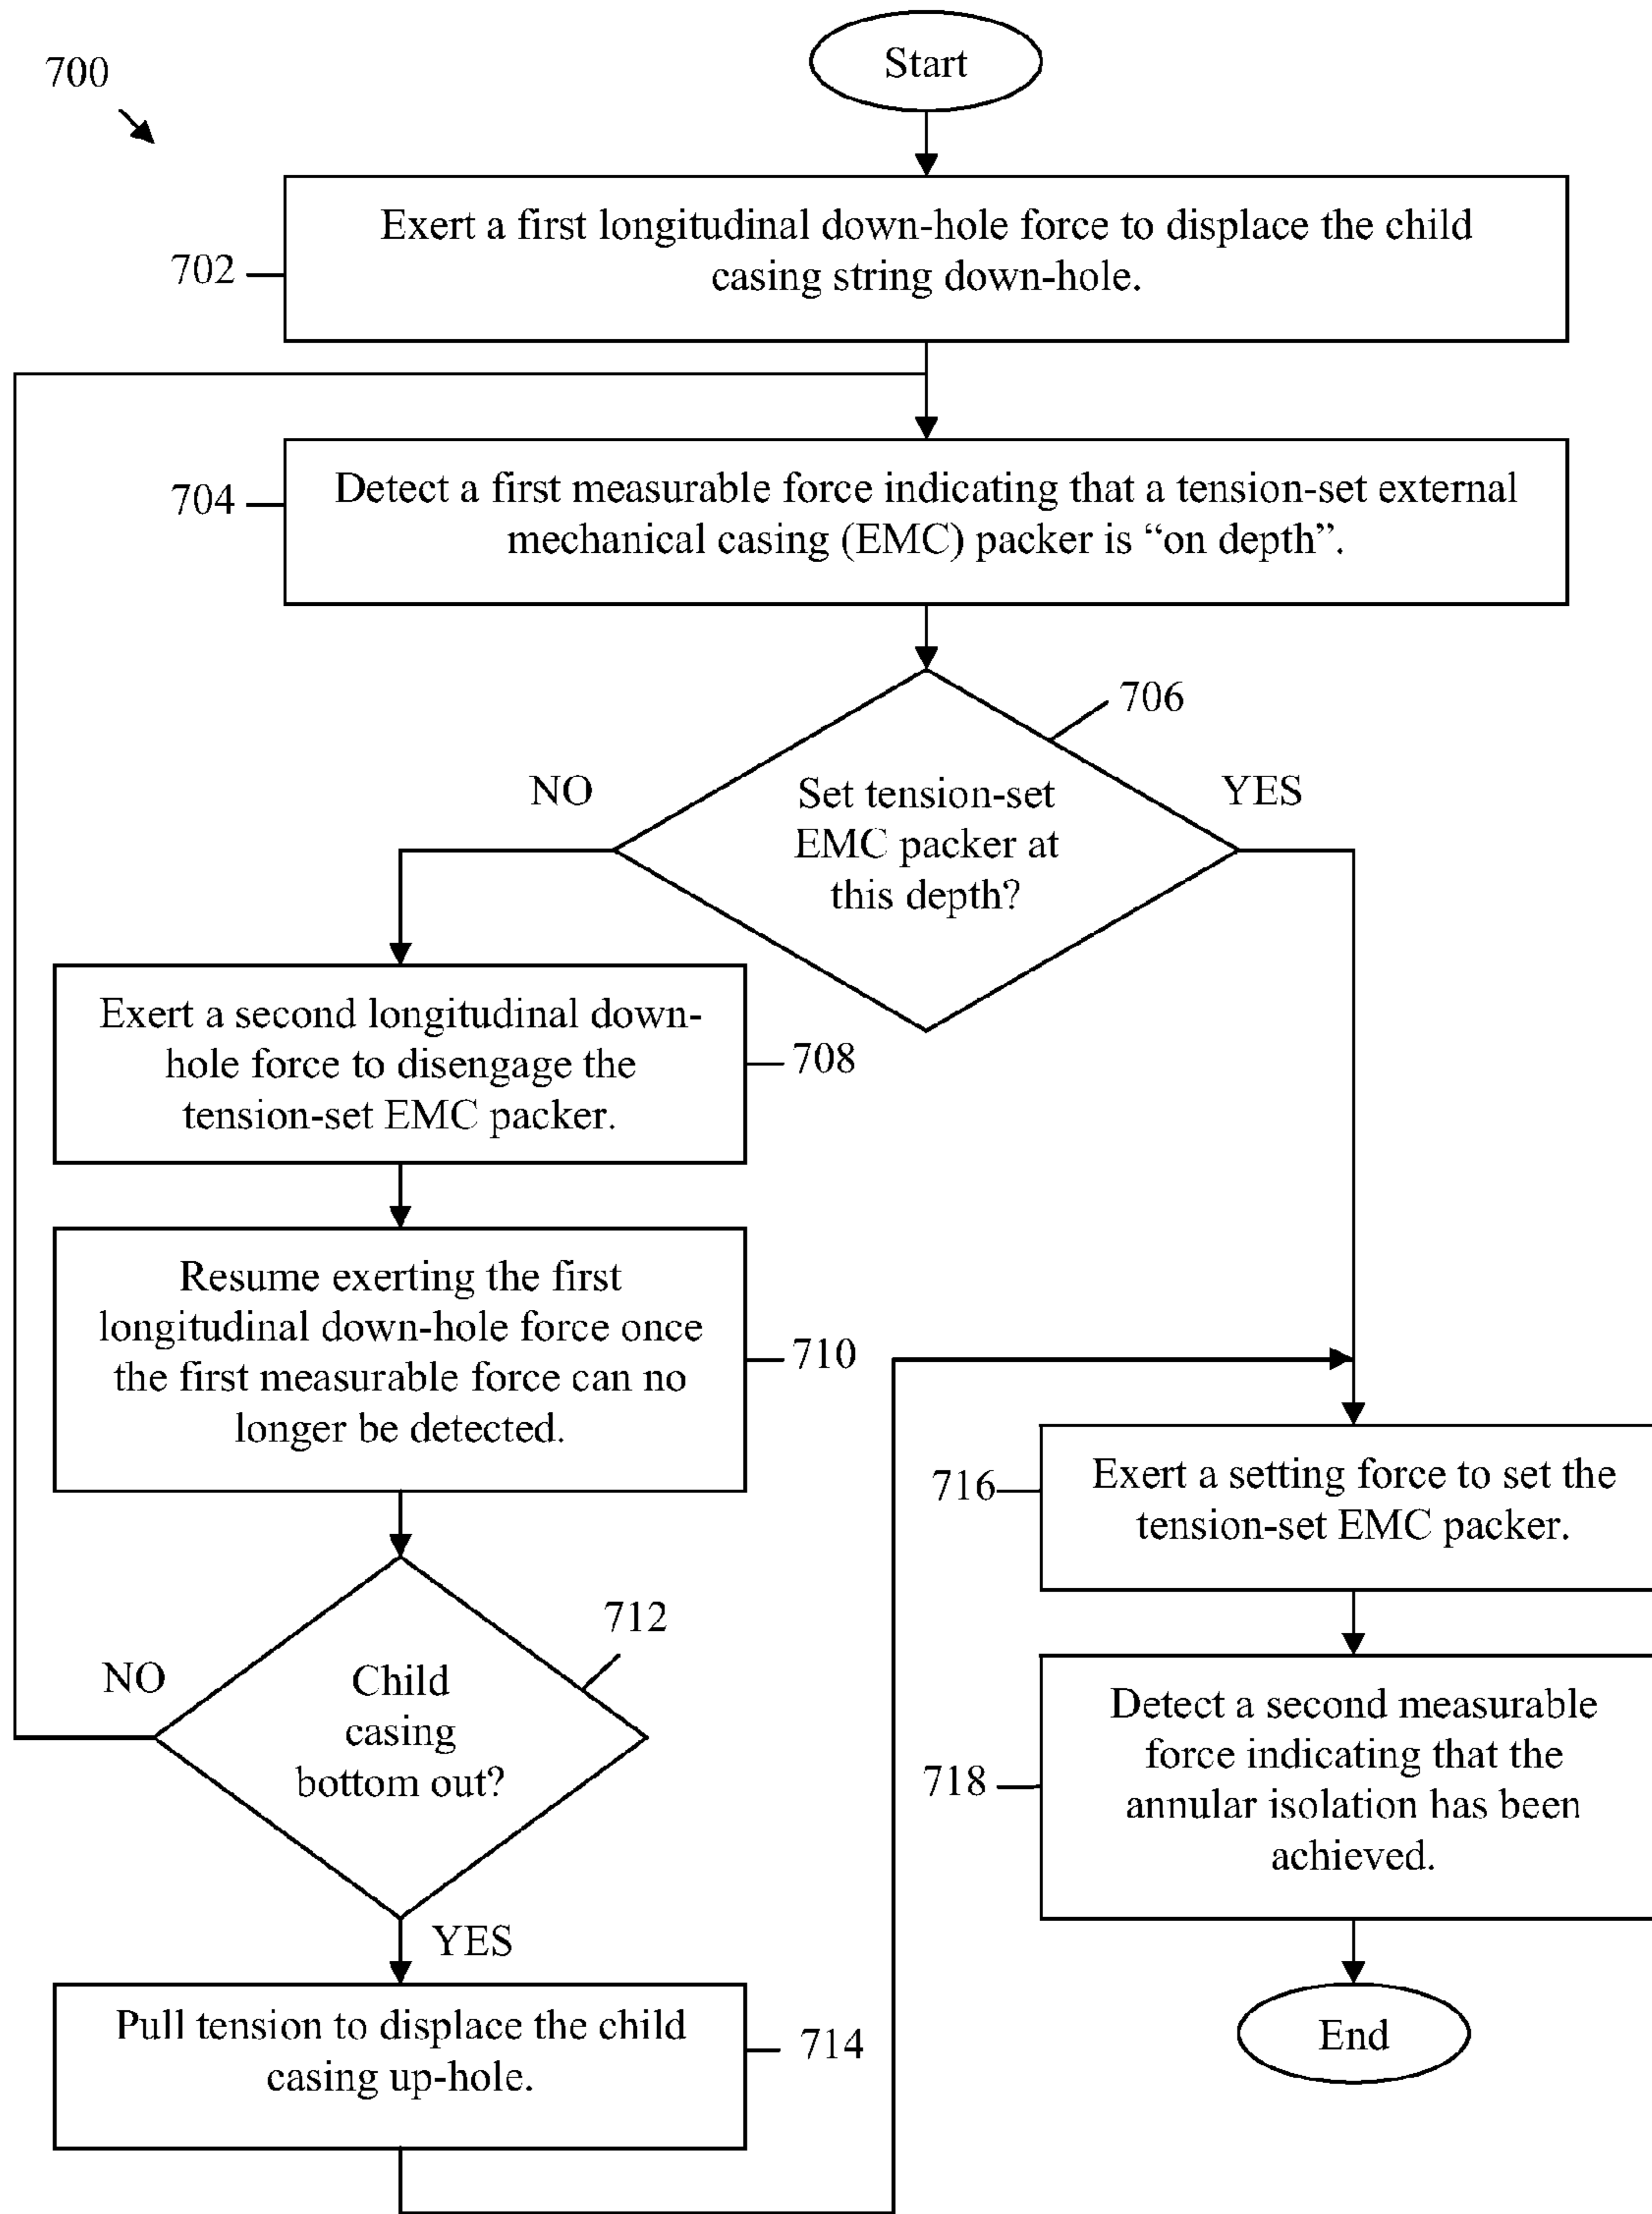 700
Start
702
Exert a first longitudinal down-hole force to displace the child
casing string down-hole.
704
Detect a first measurable force indicating that a tension-set external
mechanical casing (EMC) packer is “on depth”.
706
NO
YES
Set tension-set
EMC packer at
this depth?
Exert a second longitudinal down-
hole force to disengage the
tension-set EMC packer.
708
Resume exerting the first
longitudinal down-hole force once
the first measurable force can no
longer be detected.
710
712
NO
Child
casing
bottom out?
YES
Pull tension to displace the child
casing up-hole.
714
716
Exert a setting force to set the
tension-set EMC packer.
718
Detect a second measurable
force indicating that the
annular isolation has been
achieved.
End